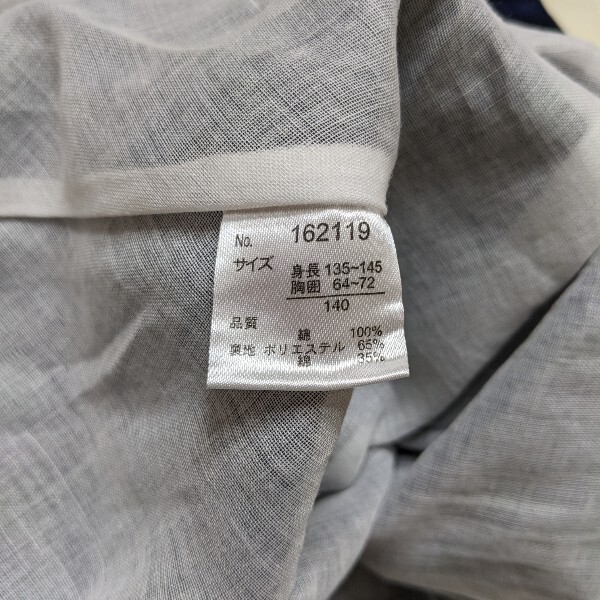 No. 162119
サイズ 身長 135~145
胸囲 64~72
140
品質 綿 100%
裏地 ポリエステル 65%
綿 35%